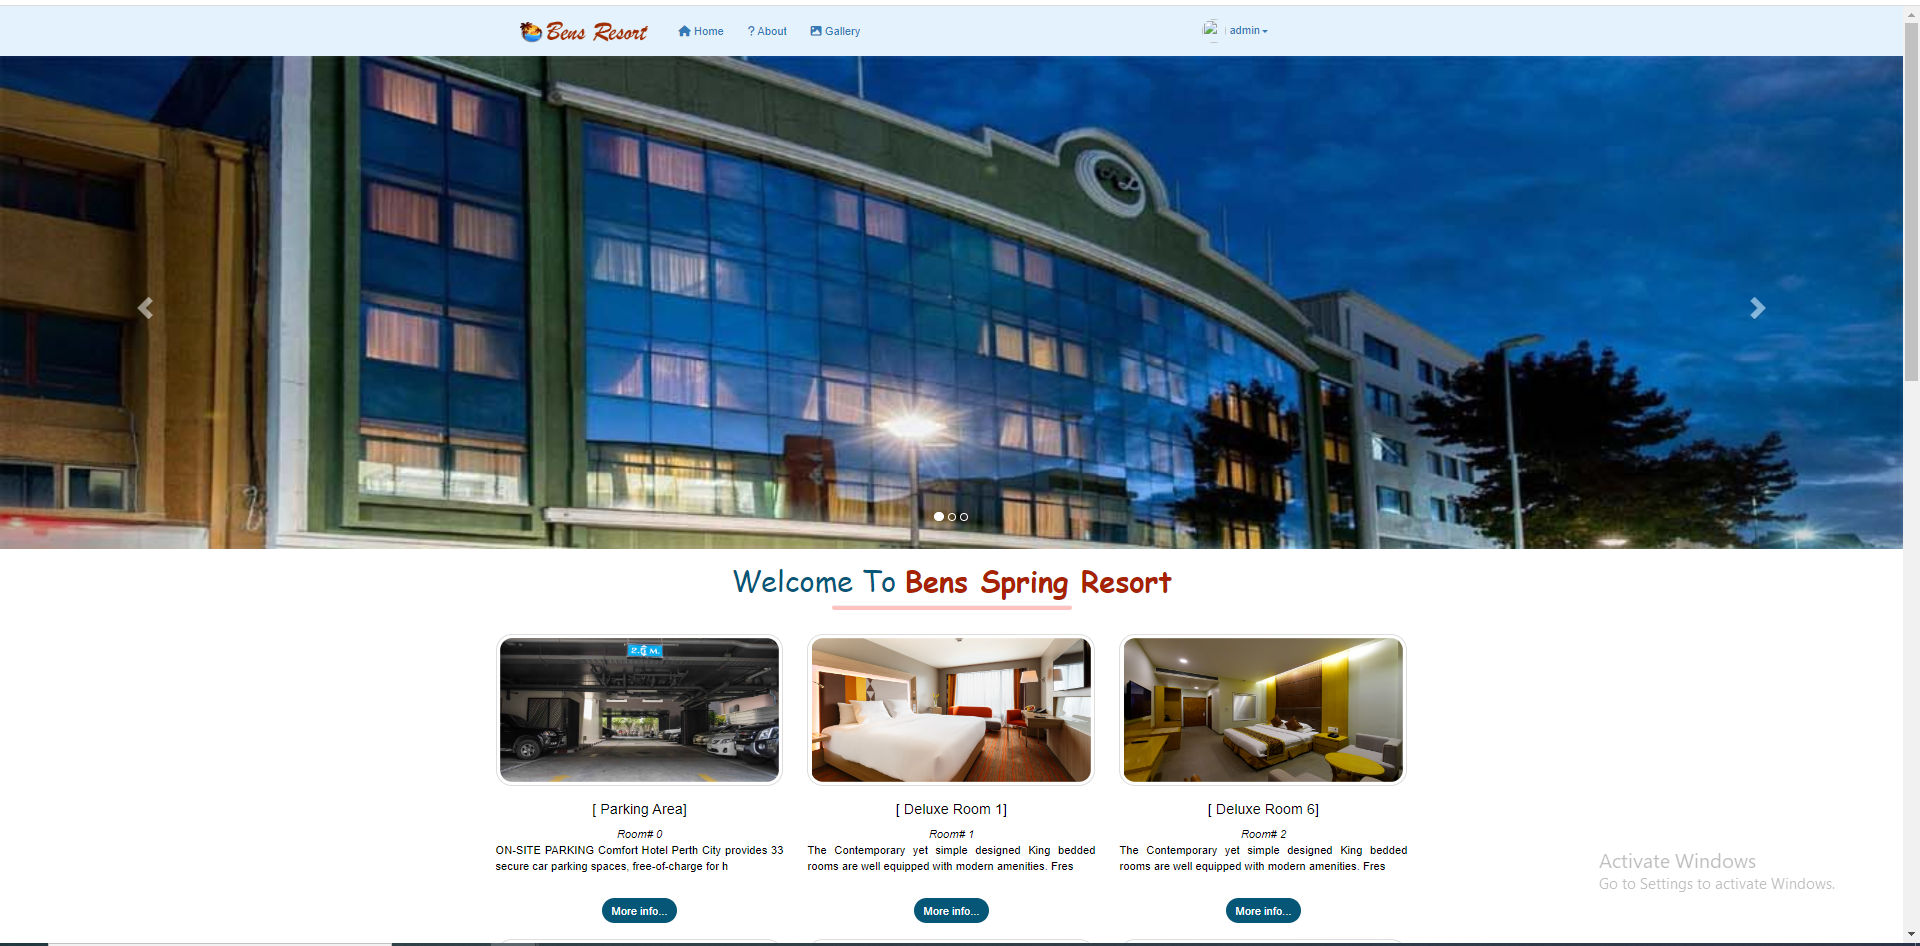 Bens Resort
Home
? About
Gallery
admin
Welcome To Bens Spring Resort
2.5 M.
[ Parking Area]
Room# 0
ON-SITE PARKING Comfort Hotel Perth City provides 33
secure car parking spaces, free-of-charge for h
More info...
[ Deluxe Room 1]
Room# 1
The Contemporary yet simple designed King bedded
rooms are well equipped with modern amenities. Fres
More info...
[ Deluxe Room 6]
Room# 2
The Contemporary yet simple designed King bedded
rooms are well equipped with modern amenities. Fres
More info...
Activate Windows
Go to Settings to activate Windows.